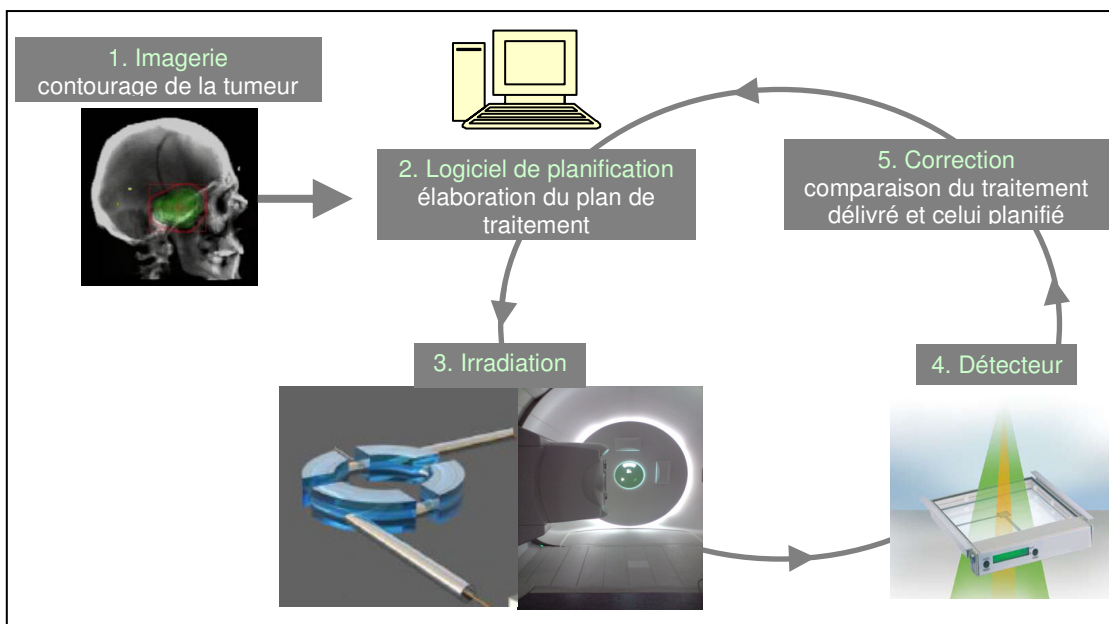 1. Imagerie
contourage de la tumeur
2. Logiciel de planification
élaboration du plan de
traitement
5. Correction
comparaison du traitement
délivré et celui planifié
3. Irradiation
4. Détecteur